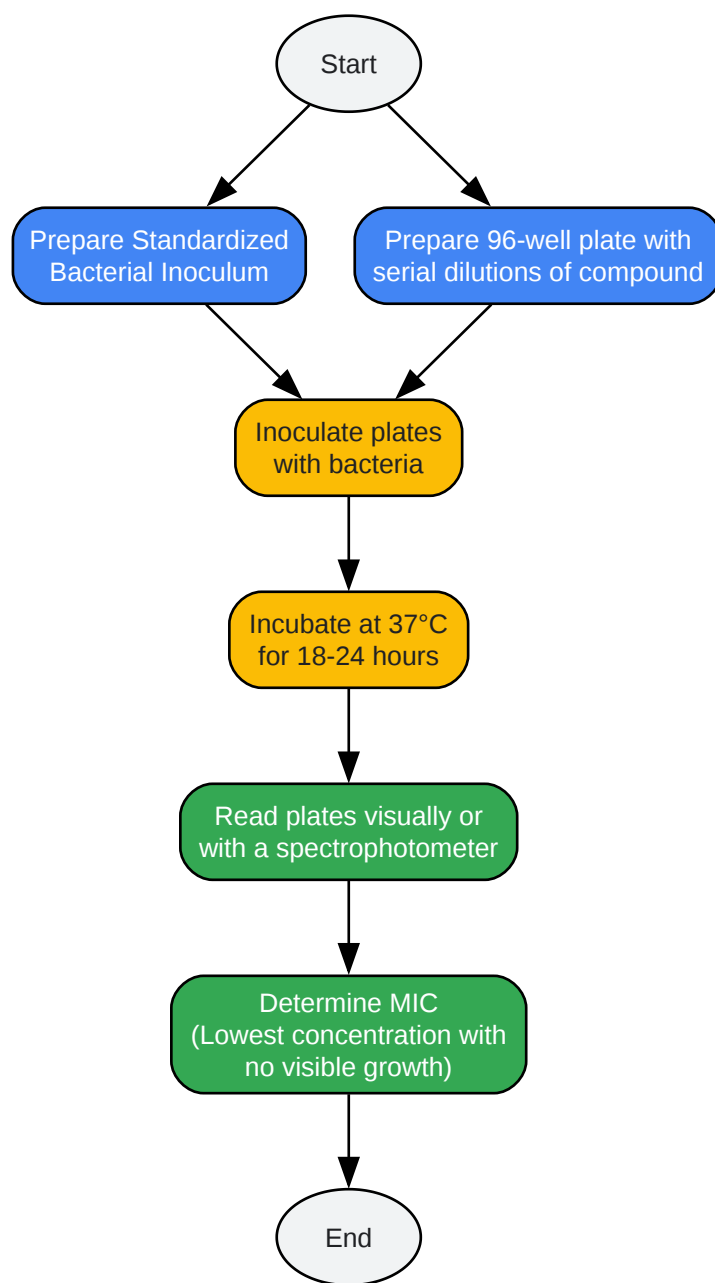 Start
Prepare Standardized
Bacterial Inoculum
Prepare 96-well plate with
serial dilutions of compound
Inoculate plates
with bacteria
Incubate at 37°C
for 18-24 hours
Read plates visually or
with a spectrophotometer
Determine MIC
(Lowest concentration with
no visible growth)
End